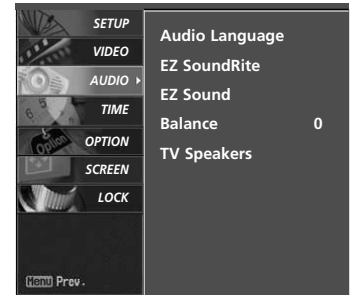 SETUP
VIDEO
AUDIO
TIME
OPTION
SCREEN
LOCK
Menu Prev.
Audio Language
EZ SoundRite
EZ Sound
Balance 0
TV Speakers
Option